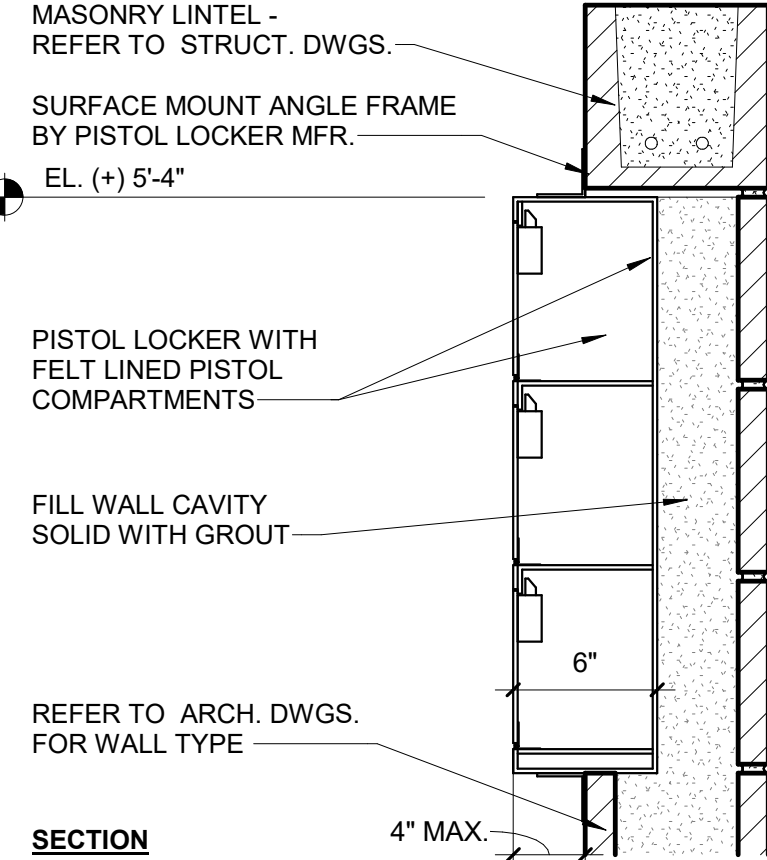 MASONRY LINTEL -
REFER TO STRUCT. DWGS.
SURFACE MOUNT ANGLE FRAME
BY PISTOL LOCKER MFR.
EL. (+) 5'-4"
PISTOL LOCKER WITH
FELT LINED PISTOL
COMPARTMENTS
FILL WALL CAVITY
SOLID WITH GROUT
6"
REFER TO ARCH. DWGS.
FOR WALL TYPE
4" MAX.
SECTION